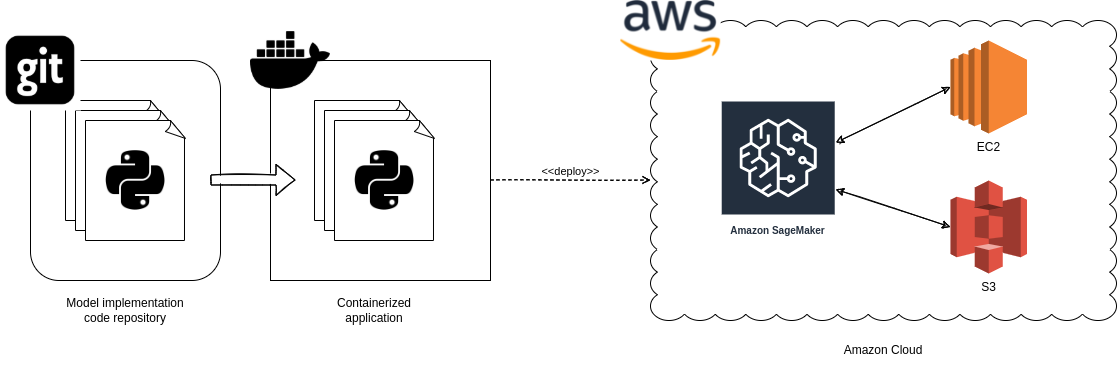 git
aws
EC2
<<deploy>>
Amazon SageMaker
S3
Model implementation
code repository
Containerized
application
Amazon Cloud